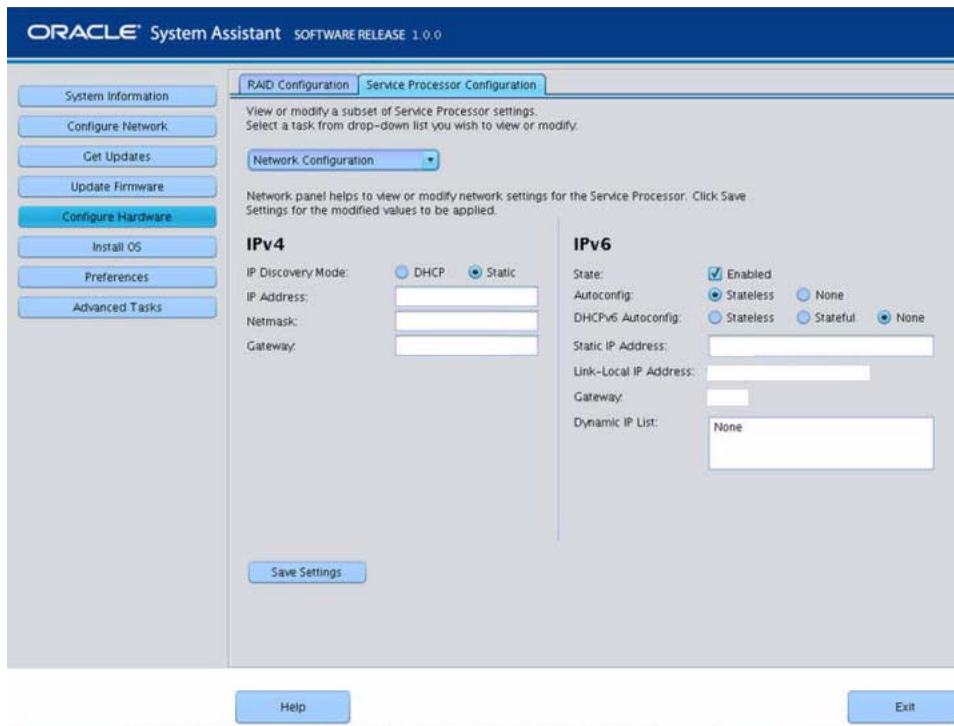 ORACLE® System Assistant SOFTWARE RELEASE 1.0.0
System Information
Configure Network
Get Updates
Update Firmware
Configure Hardware
Install OS
Preferences
Advanced Tasks
RAID Configuration
Service Processor Configuration
View or modify a subset of Service Processor settings.
Select a task from drop-down list you wish to view or modify.
Network Configuration
Network panel helps to view or modify network settings for the Service Processor. Click Save
Settings for the modified values to be applied.
IPv4
IP Discovery Mode: DHCP Static
IP Address:
Netmask:
Gateway:
IPv6
State: Enabled
Autoconfig: Stateless None
DHCPv6 Autoconfig: Stateless Stateful None
Static IP Address:
Link-Local IP Address:
Gateway:
Dynamic IP List: None
Save Settings
Help
Exit